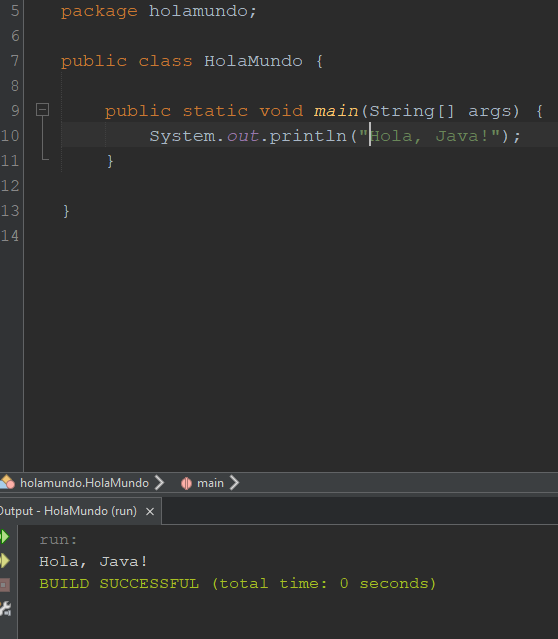 5 package holamundo;
6
7 public class HolaMundo {
8
9 public static void main(String[] args) {
10 System.out.println("Hola, Java!");
11 }
12
13 }
14
holamundo.HolaMundo main
Output - HolaMundo (run) ×
run:
Hola, Java!
BUILD SUCCESSFUL (total time: 0 seconds)